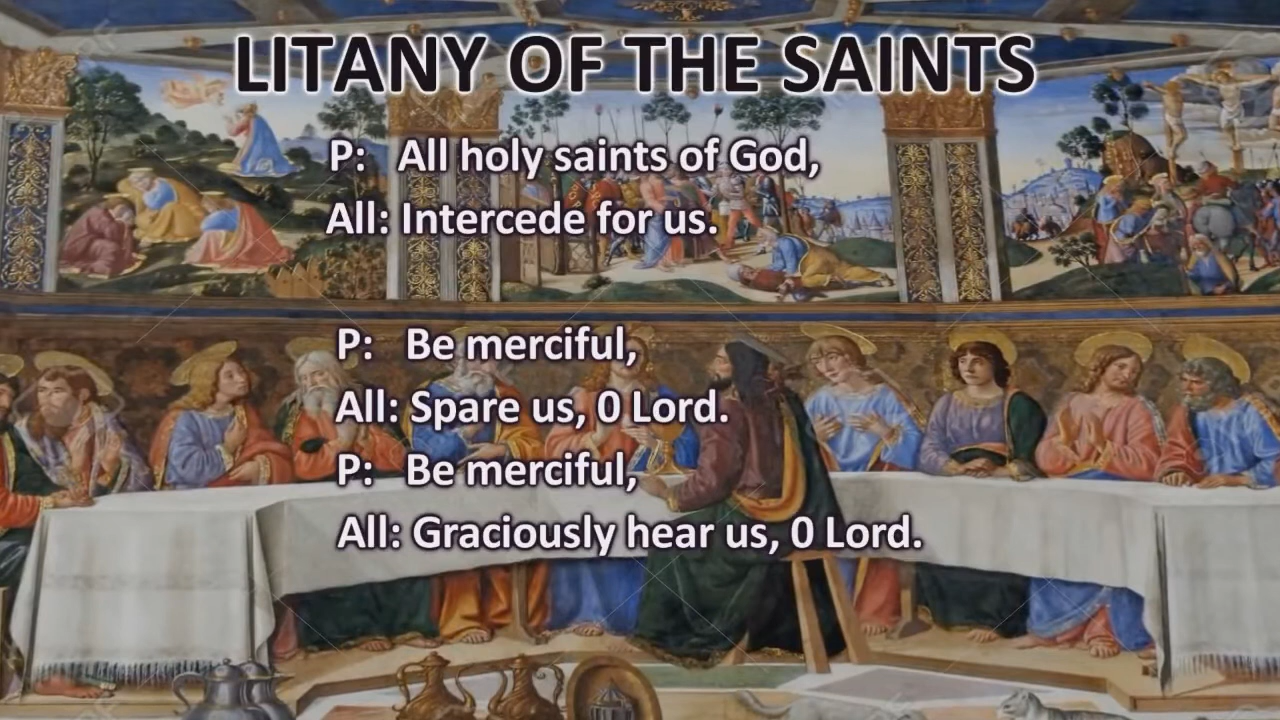 LITANY OF THE SAINTS
P: All holy saints of God,
All: Intercede for us.
P: Be merciful,
All: Spare us, 0 Lord.
P: Be merciful,
All: Graciously hear us, 0 Lord.